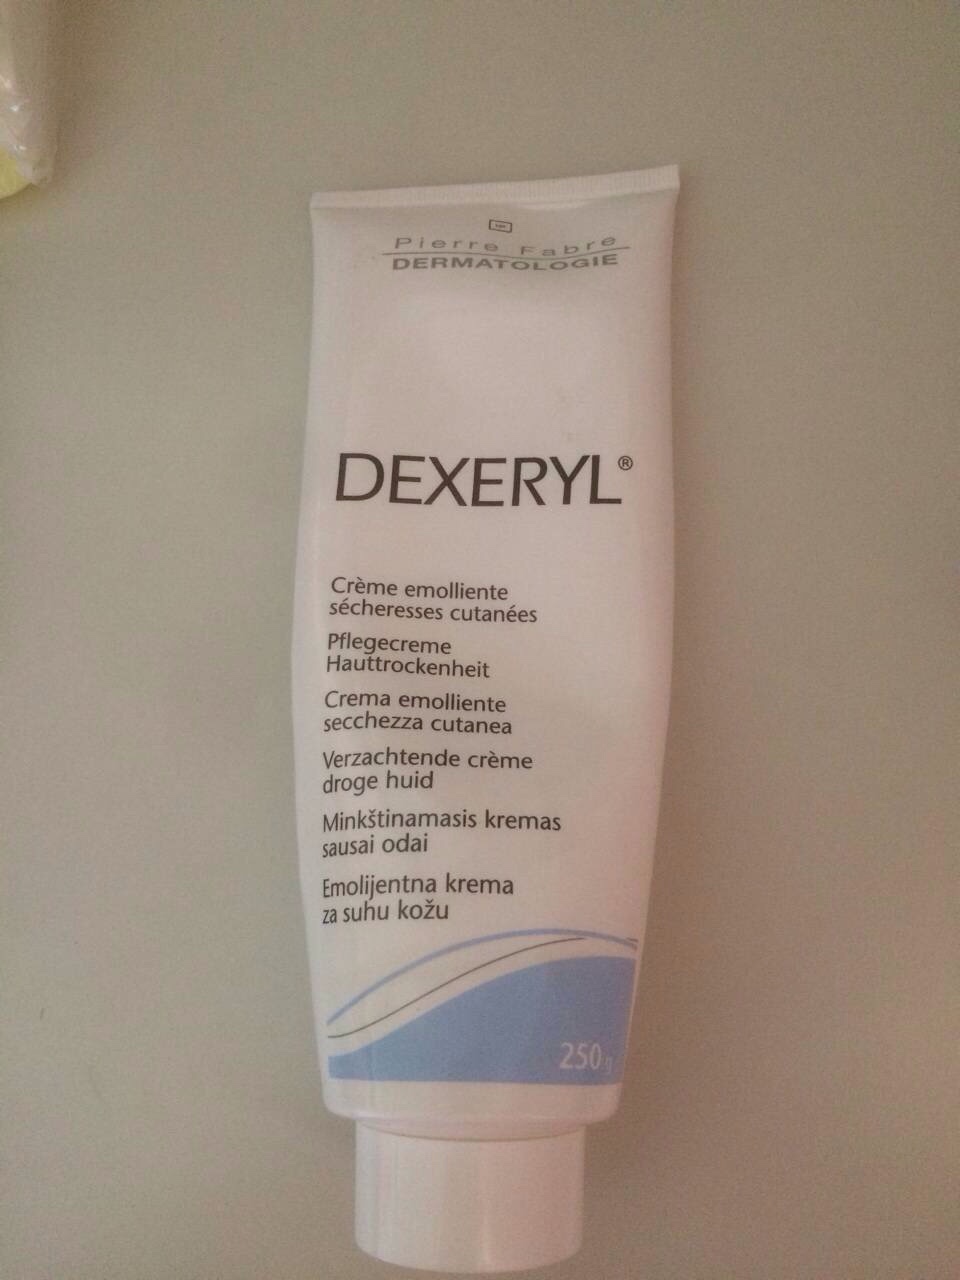 Pierre Fabre
DERMATOLOGIE
DEXERYL®
Crème emolliente
sécheresses cutanées
Pflegecreme
Hauttrockenheit
Crema emolliente
secchezza cutanea
Verzachtende crème
droge huid
Minkštinamasis kremas
sausai odai
Emolijentna krema
za suhu kožu
250 g